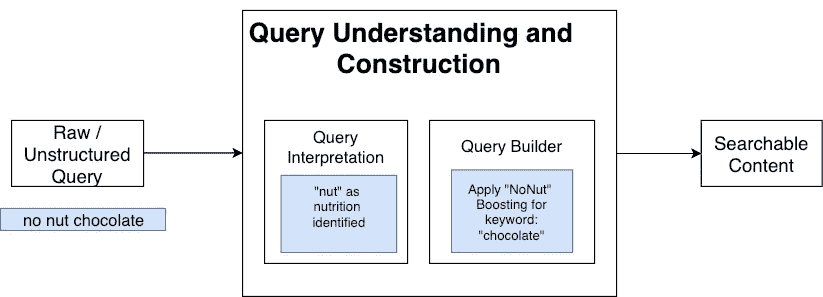 Query Understanding and
Construction
Raw /
Unstructured
Query
no nut chocolate
Query
Interpretation
"nut" as
nutrition
identified
Query Builder
Apply "NoNut"
Boosting for
keyword:
"chocolate"
Searchable
Content